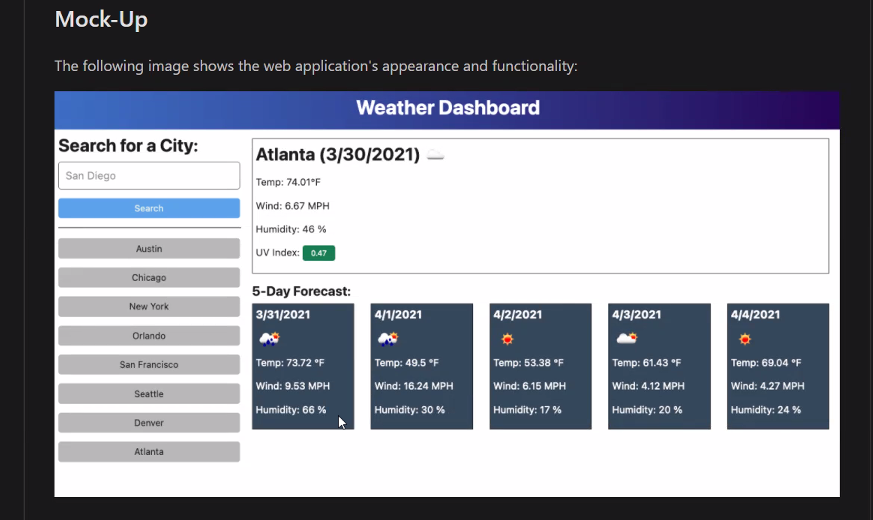 Mock-Up
The following image shows the web application's appearance and functionality:
Weather Dashboard
Search for a City:
San Diego
Search
Austin
Chicago
New York
Orlando
San Francisco
Seattle
Denver
Atlanta
Atlanta (3/30/2021)
Temp: 74.01°F
Wind: 6.67 MPH
Humidity: 46 %
UV Index: 0.47
5-Day Forecast:
3/31/2021
Temp: 73.72 °F
Wind: 9.53 MPH
Humidity: 66 %
4/1/2021
Temp: 49.5 °F
Wind: 16.24 MPH
Humidity: 30 %
4/2/2021
Temp: 53.38 °F
Wind: 6.15 MPH
Humidity: 17 %
4/3/2021
Temp: 61.43 °F
Wind: 4.12 MPH
Humidity: 20 %
4/4/2021
Temp: 69.04 °F
Wind: 4.27 MPH
Humidity: 24 %